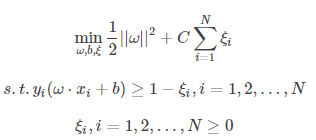 min_{ω,b,ξ} 1/2 ||ω||² + C ∑_{i=1}^{N} ξ_i
s.t. y_i(ω · x_i + b) ≥ 1 − ξ_i, i = 1, 2, ..., N
ξ_i, i = 1, 2, ..., N ≥ 0